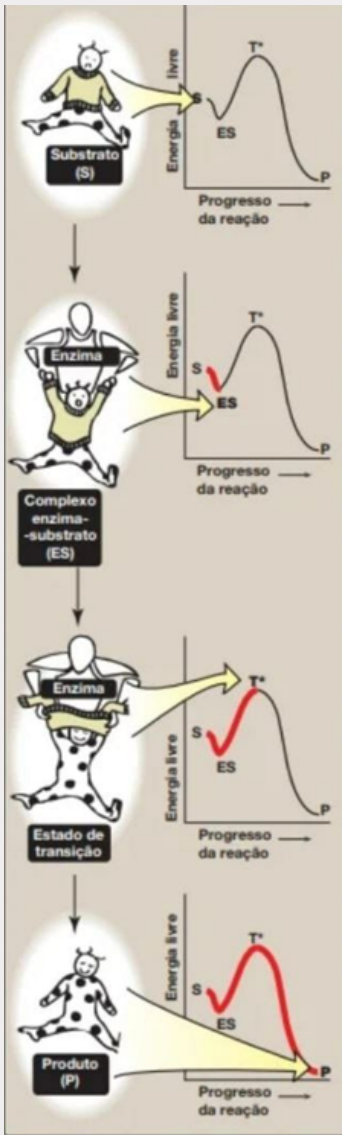 Substrato
(S)
Energia livre
S
ES
T*
P
Progresso
da reação
Enzima
Complexo
enzima-
-substrato
(ES)
Energia livre
S
ES
T*
P
Progresso
da reação
Enzima
Estado de
transição
Energia livre
S
ES
T*
P
Progresso
da reação
Produto
(P)
Energia livre
S
ES
T*
P
Progresso
da reação